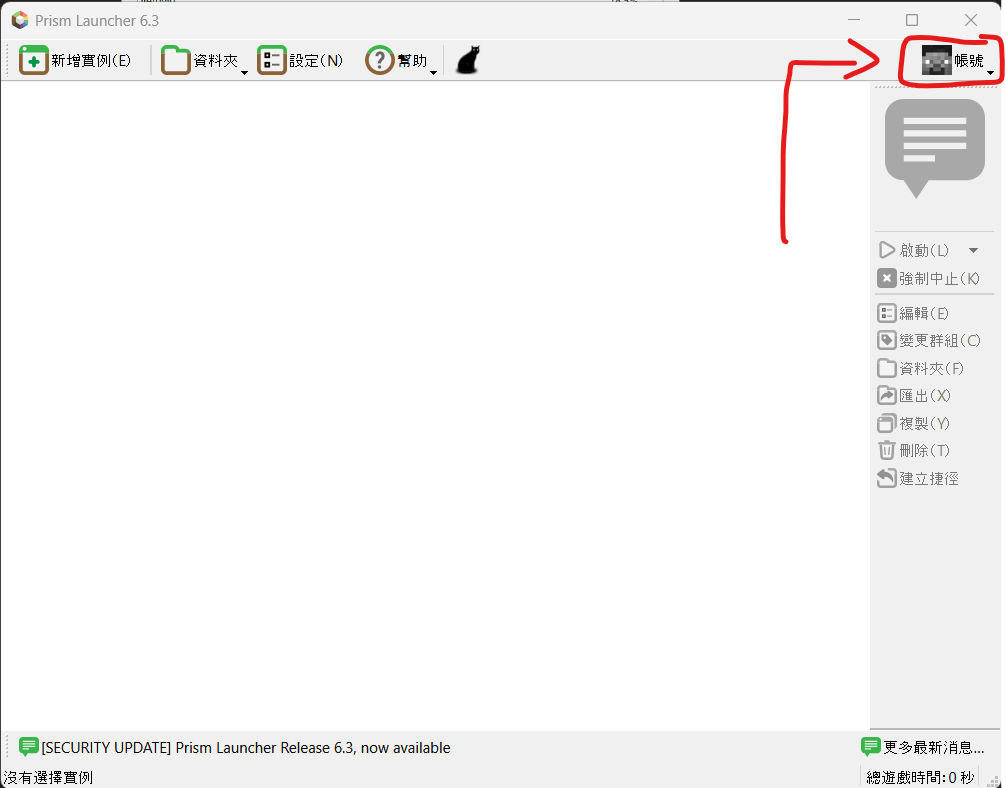 Prism Launcher 6.3
新增實例(E) 資料夾 設定(N) 幫助 帳號
啟動(L)
強制中止(K)
編輯(E)
變更群組(C)
資料夾(F)
匯出(X)
複製(Y)
刪除(T)
建立捷徑
[SECURITY UPDATE] Prism Launcher Release 6.3, now available 更多最新消息...
沒有選擇實例 總遊戲時間: 0 秒